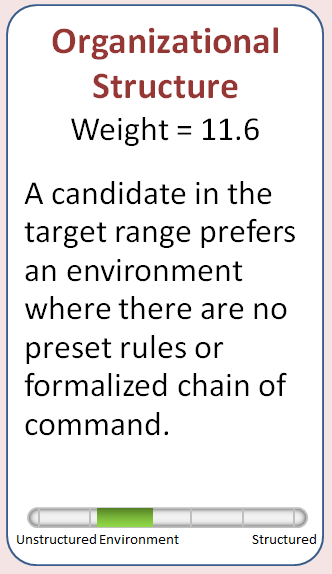 Organizational
Structure
Weight = 11.6
A candidate in the
target range prefers
an environment
where there are no
preset rules or
formalized chain of
command.
Unstructured Environment Structured